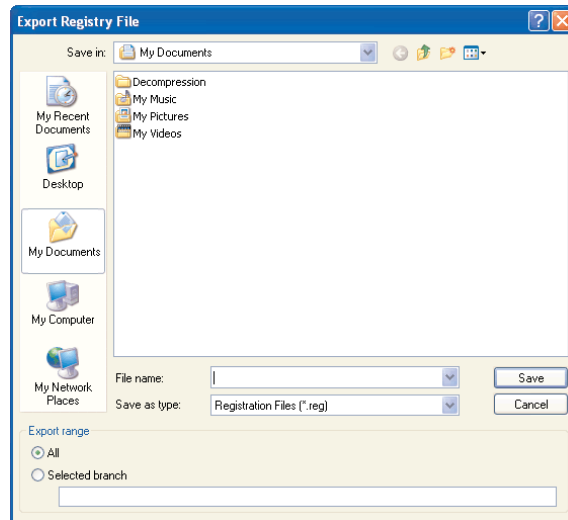 Export Registry File
Save in:
My Documents
Decompression
My Music
My Pictures
My Videos
My Recent
Documents
Desktop
My Documents
My Computer
My Network
Places
File name:
Save
Save as type:
Registration Files (*.reg)
Cancel
Export range
All
Selected branch